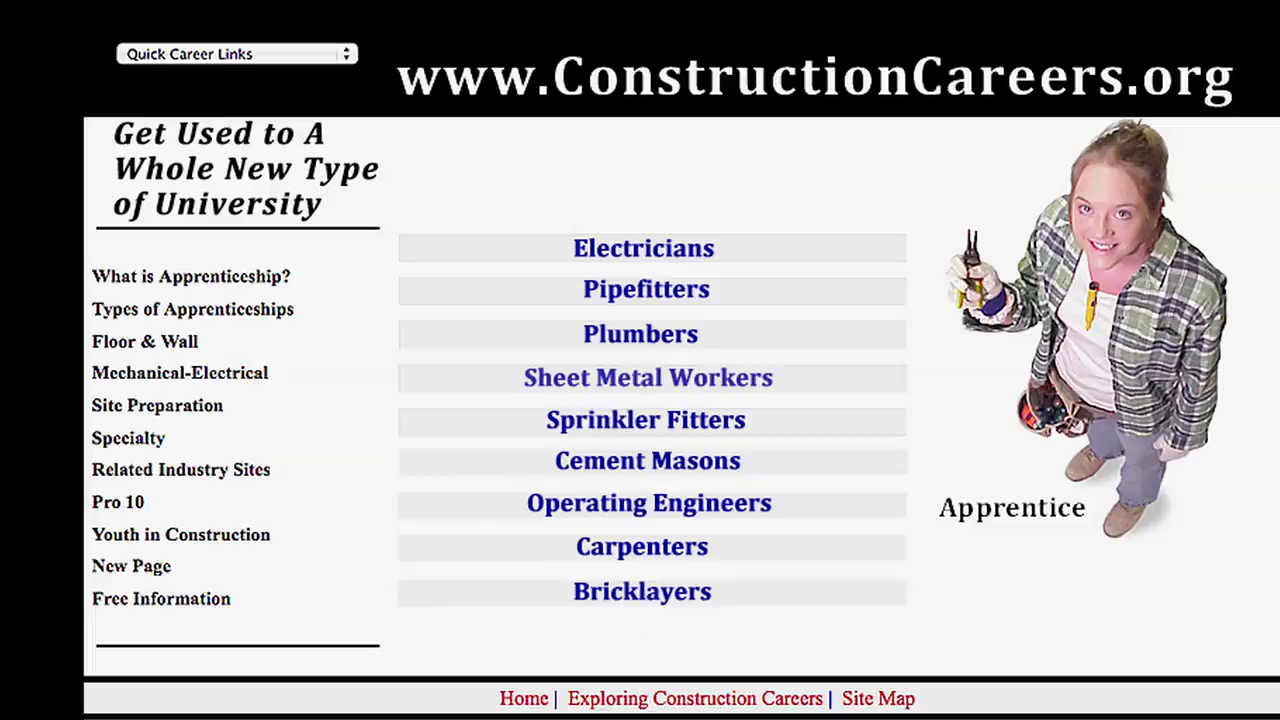 Quick Career Links
www.ConstructionCareers.org
Get Used to A
Whole New Type
of University
What is Apprenticeship?
Types of Apprenticeships
Floor & Wall
Mechanical-Electrical
Site Preparation
Specialty
Related Industry Sites
Pro 10
Youth in Construction
New Page
Free Information
Electricians
Pipefitters
Plumbers
Sheet Metal Workers
Sprinkler Fitters
Cement Masons
Operating Engineers
Carpenters
Bricklayers
Apprentice
Home | Exploring Construction Careers | Site Map